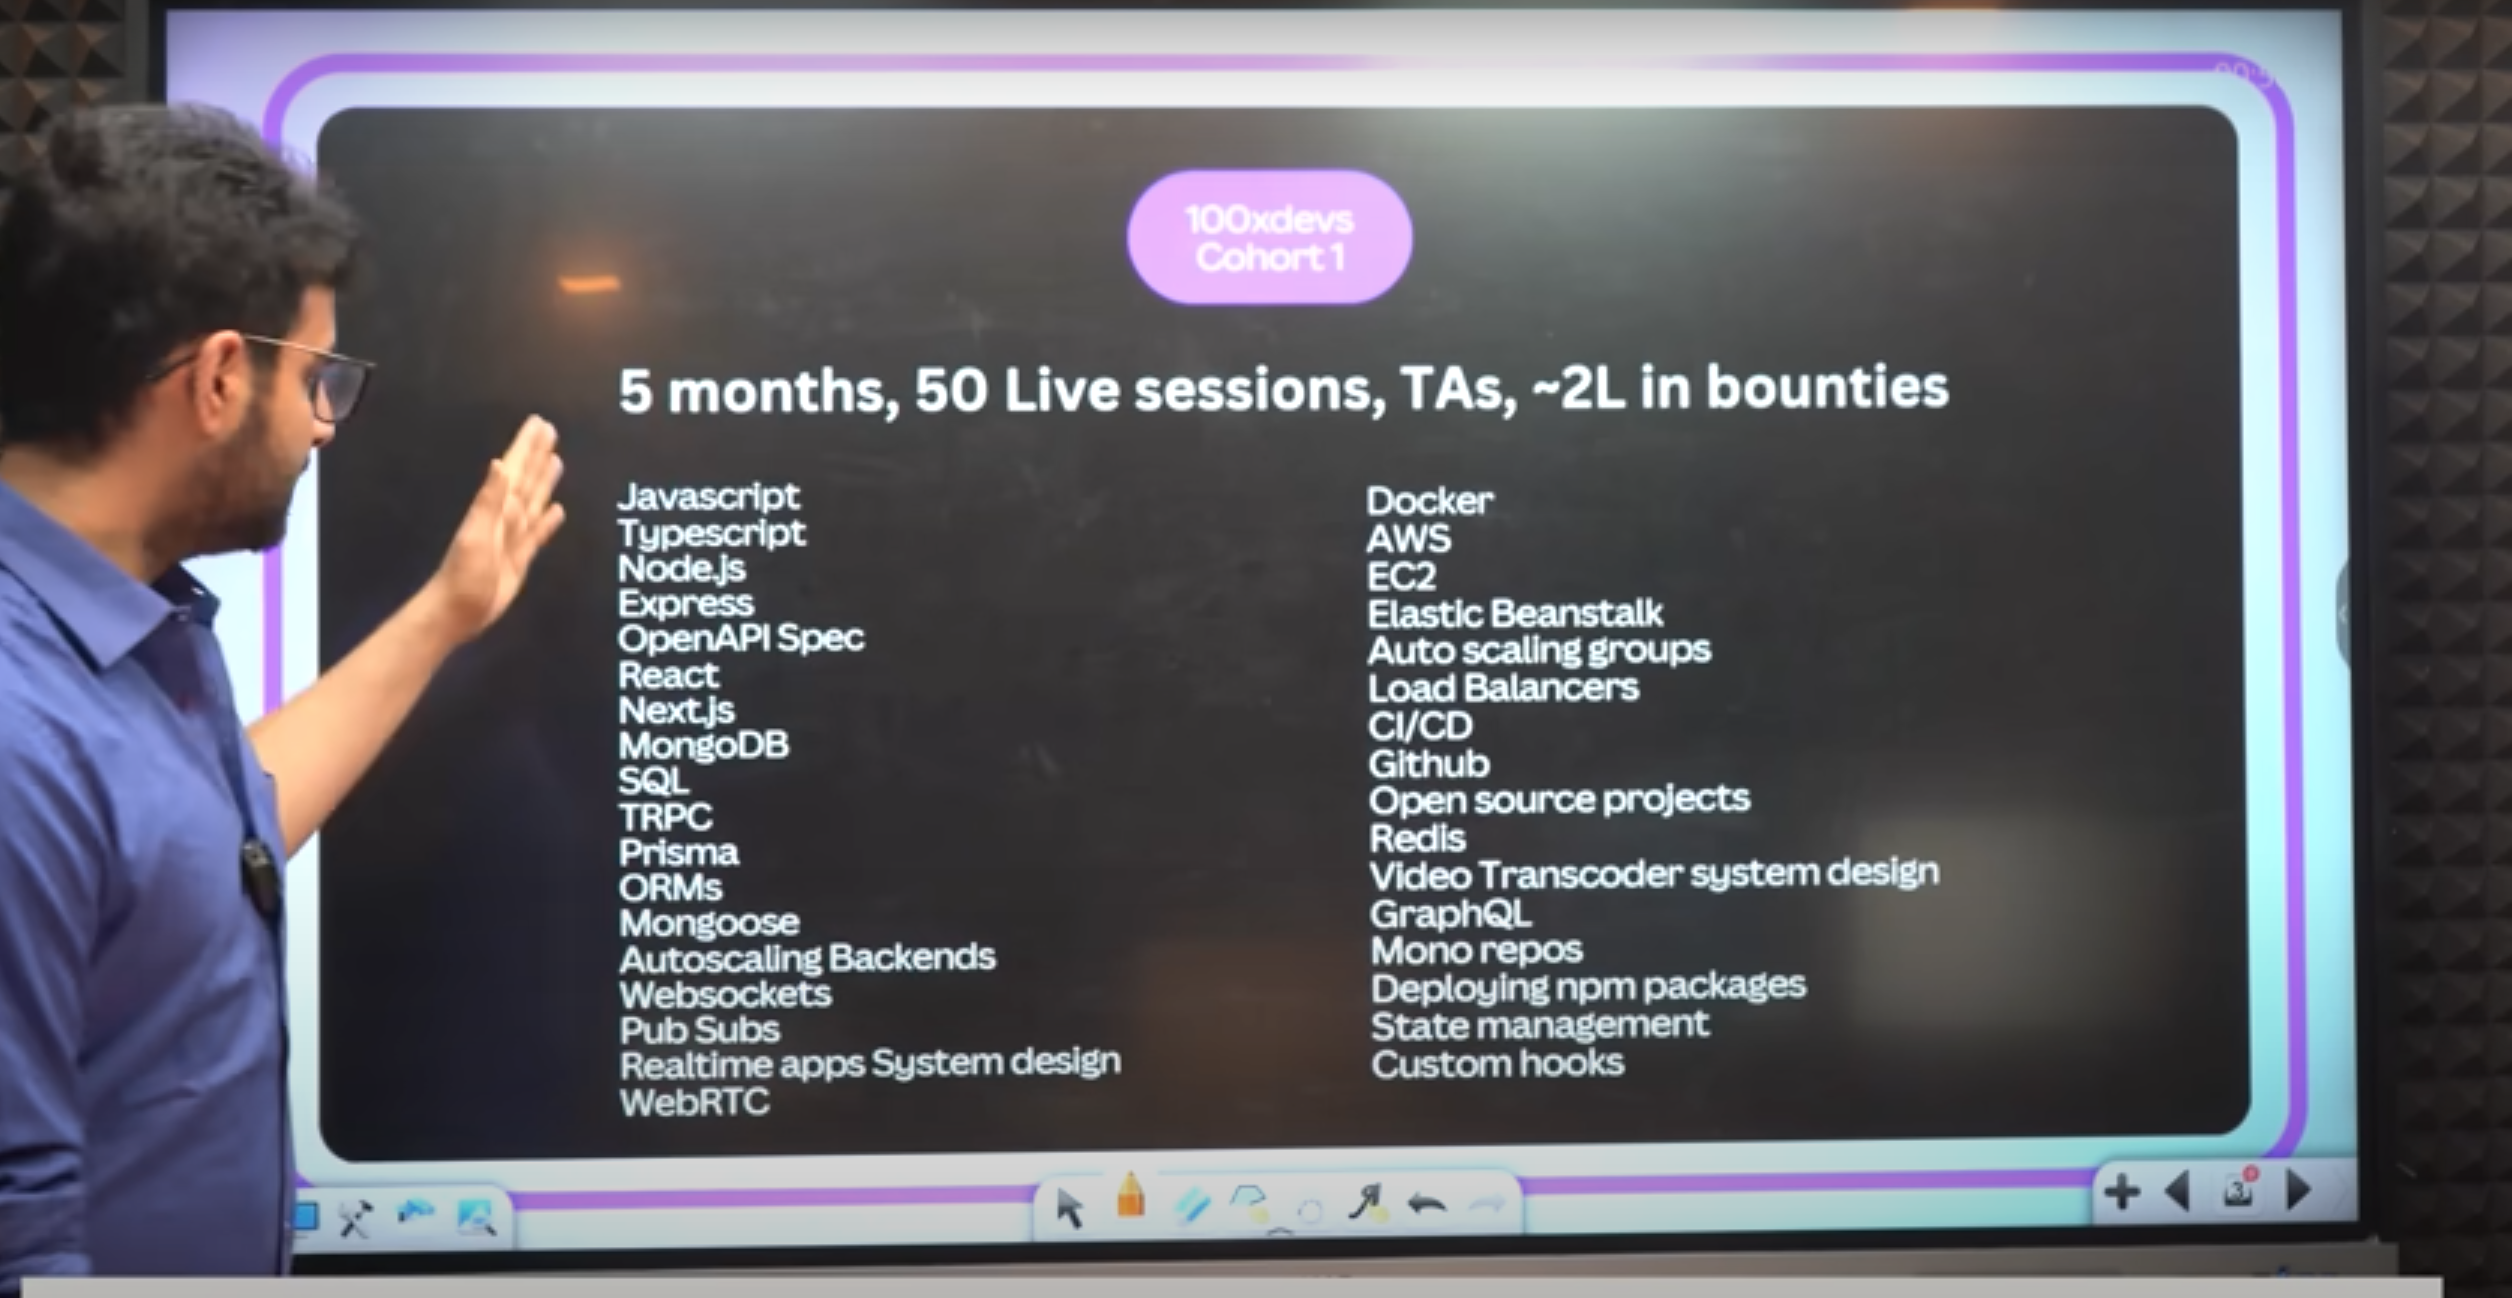 100xdevs
Cohort 1
5 months, 50 Live sessions, TAs, ~2L in bounties
Javascript
Typescript
Node.js
Express
OpenAPI Spec
React
Next.js
MongoDB
SQL
TRPC
Prisma
ORMs
Mongoose
Autoscaling Backends
Websockets
Pub Subs
Realtime apps System design
WebRTC
Docker
AWS
EC2
Elastic Beanstalk
Auto scaling groups
Load Balancers
CI/CD
Github
Open source projects
Redis
Video Transcoder system design
GraphQL
Mono repos
Deploying npm packages
State management
Custom hooks
3